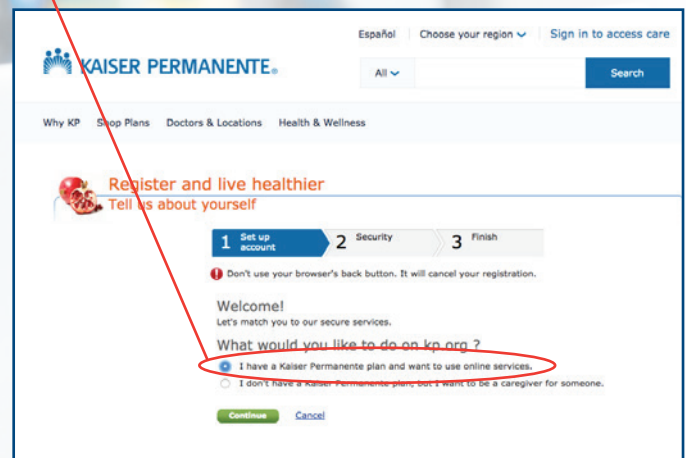 Español Choose your region Sign in to access care
KAISER PERMANENTE®
All Search
Why KP Shop Plans Doctors & Locations Health & Wellness
Register and live healthier
Tell us about yourself
1 Set up account 2 Security 3 Finish
Don't use your browser's back button. It will cancel your registration.
Welcome!
Let's match you to our secure services.
What would you like to do on kp.org ?
I have a Kaiser Permanente plan and want to use online services.
I don't have a Kaiser Permanente plan, but I want to be a caregiver for someone.
Continue Cancel